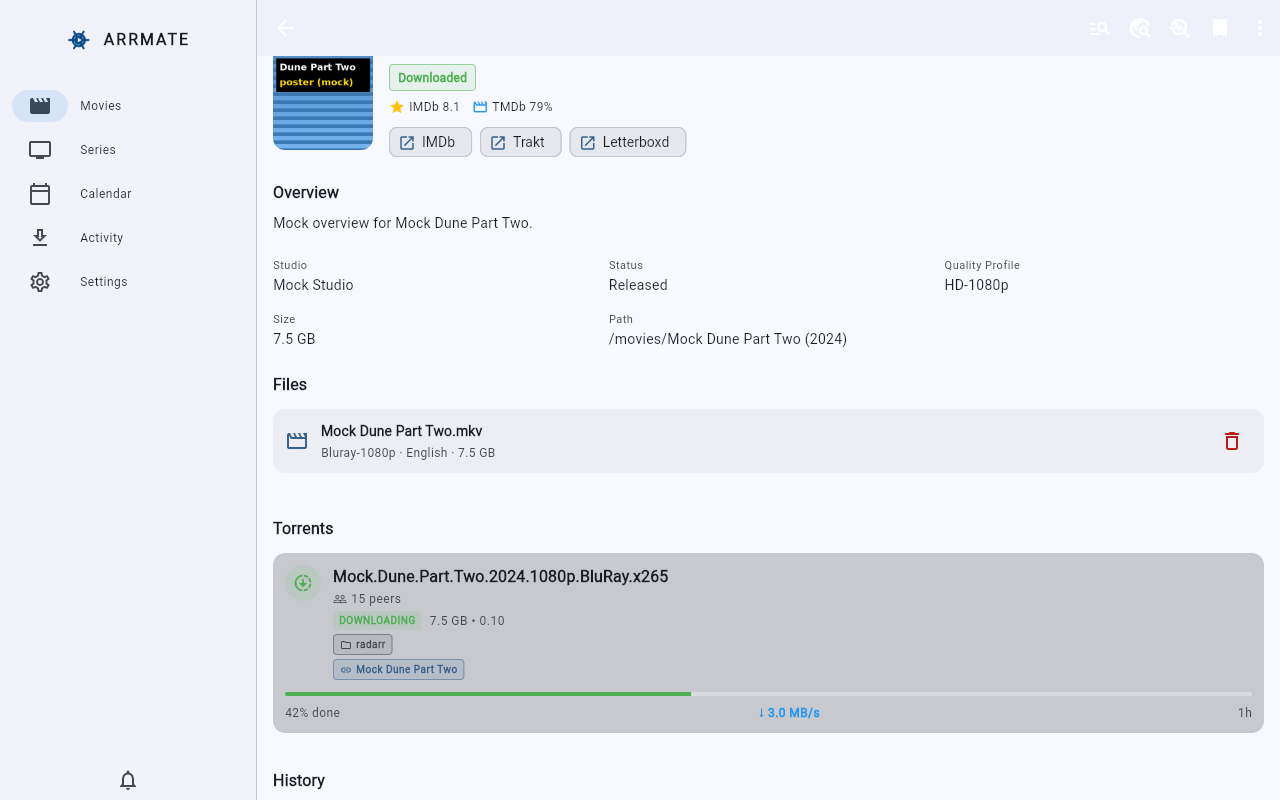 ARRMATE
Movies
Series
Calendar
Activity
Settings
Dune Part Two
poster (mock)
Downloaded
IMDb 8.1
TMDb 79%
IMDb
Trakt
Letterboxd
Overview
Mock overview for Mock Dune Part Two.
Studio
Status
Quality Profile
Mock Studio
Released
HD-1080p
Size
Path
7.5 GB
/movies/Mock Dune Part Two (2024)
Files
Mock Dune Part Two.mkv
Bluray-1080p · English · 7.5 GB
Torrents
Mock.Dune.Part.Two.2024.1080p.BluRay.x265
15 peers
DOWNLOADING 7.5 GB • 0.10
radarr
Mock Dune Part Two
42% done
↓ 3.0 MB/s
1h
History